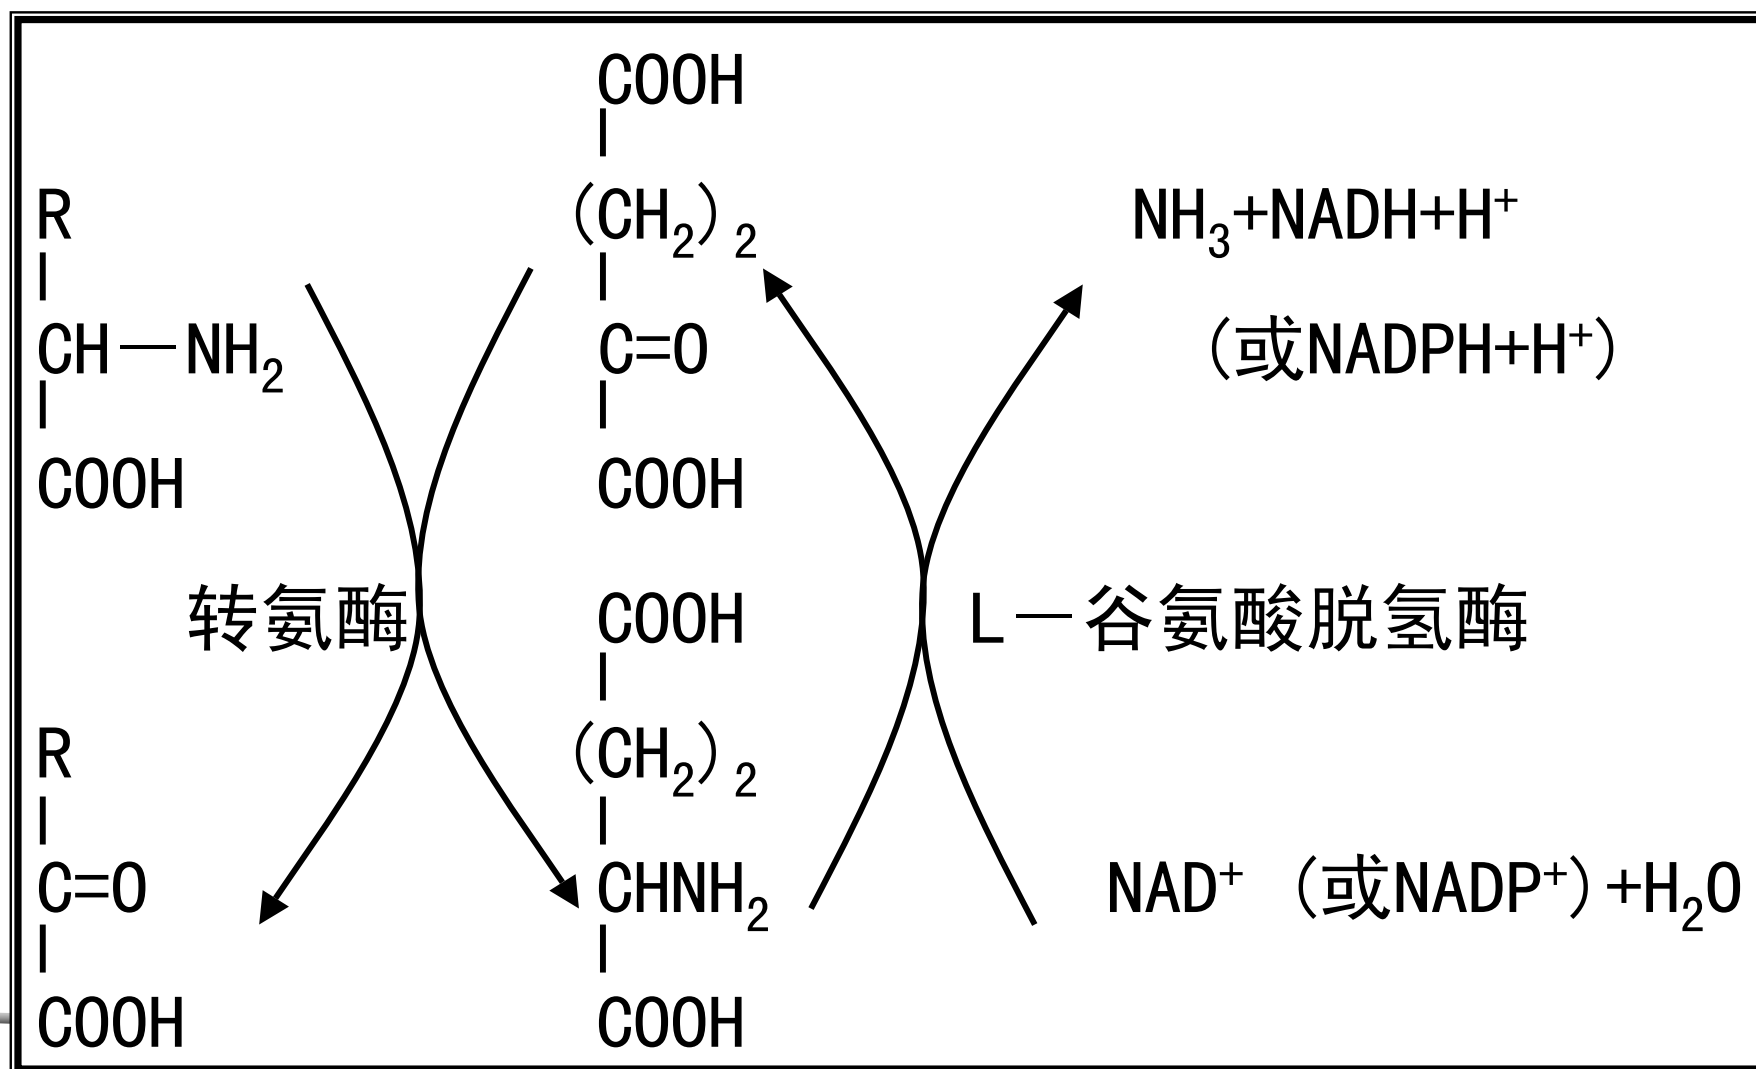 COOH
(CH₂)₂
C=O
COOH
R
CH—NH₂
COOH
NH₃+NADH+H⁺
(或NADPH+H⁺)
转氨酶
L—谷氨酸脱氢酶
COOH
(CH₂)₂
CHNH₂
COOH
R
C=O
COOH
NAD⁺ (或NADP⁺)+H₂O